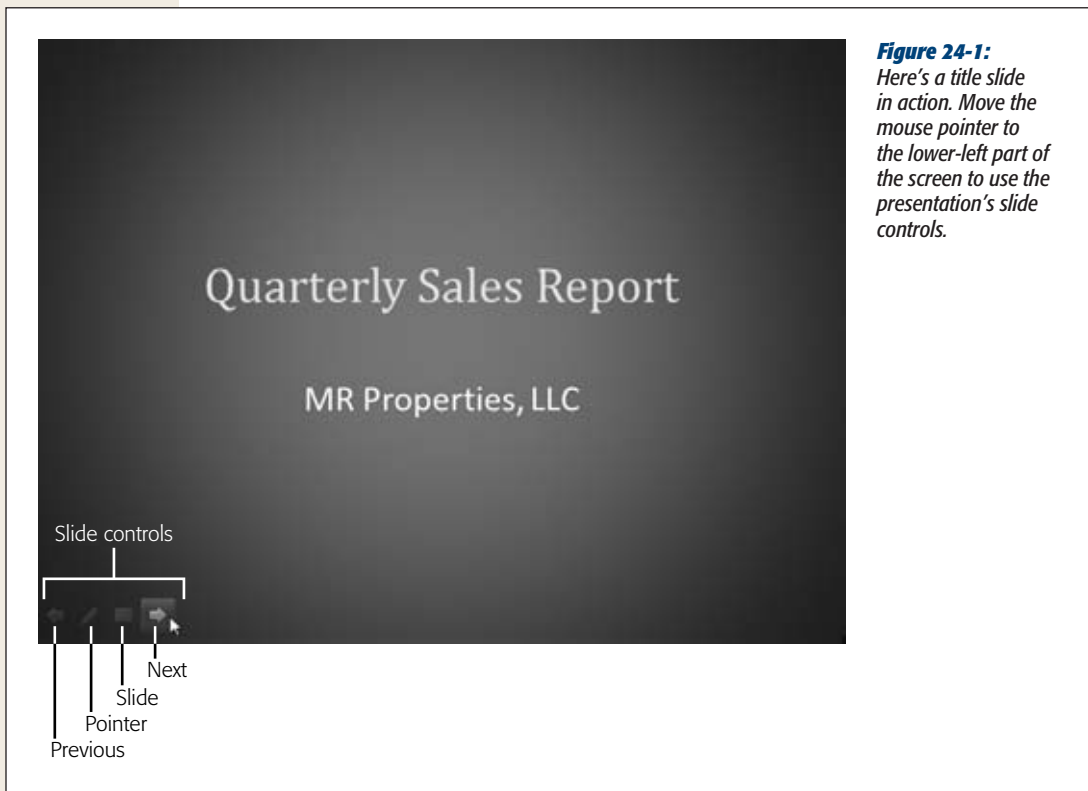 Quarterly Sales Report
MR Properties, LLC
Slide controls
Next
Slide
Pointer
Previous
Figure 24-1:
Here's a title slide
in action. Move the
mouse pointer to
the lower-left part of
the screen to use the
presentation's slide
controls.